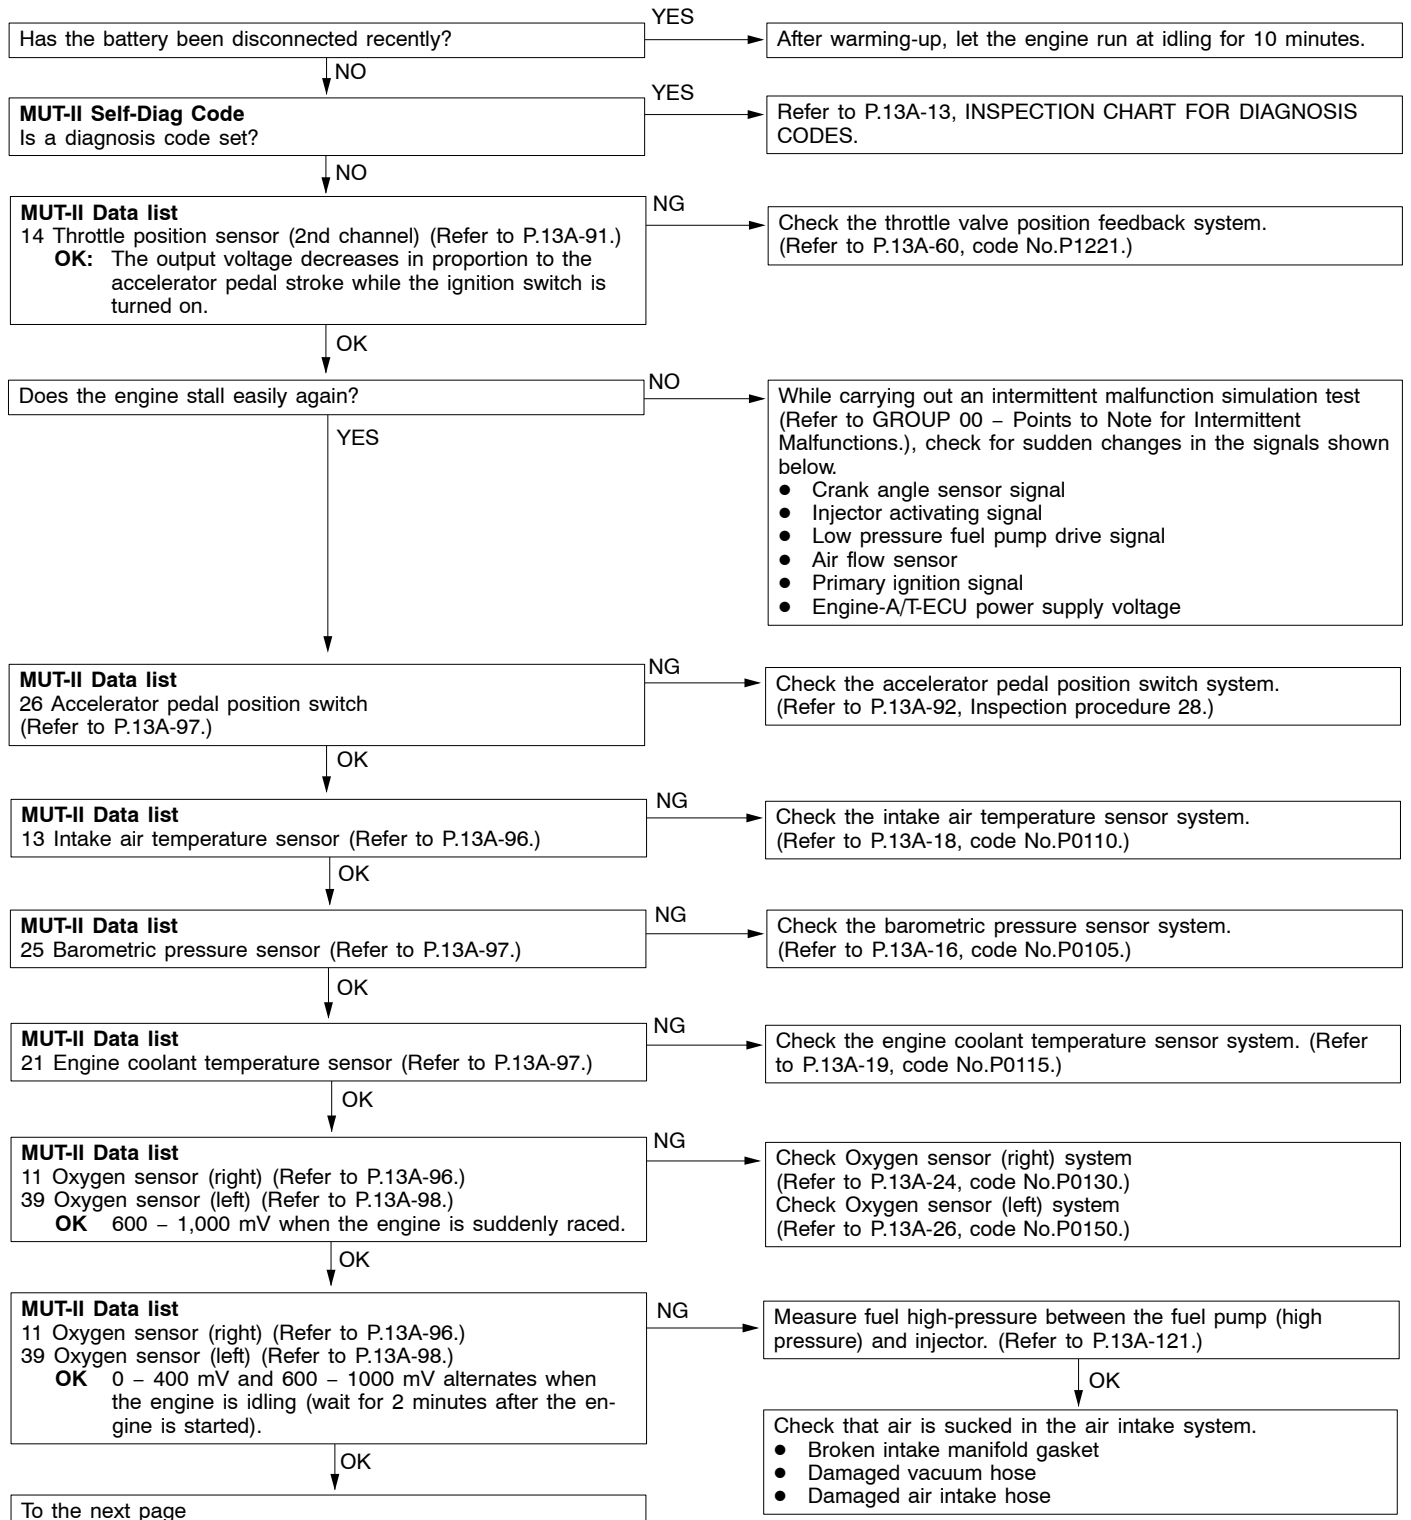 Has the battery been disconnected recently?
YES
After warming-up, let the engine run at idling for 10 minutes.
NO
MUT-II Self-Diag Code
Is a diagnosis code set?
YES
Refer to P.13A-13, INSPECTION CHART FOR DIAGNOSIS
CODES.
NO
MUT-II Data list
14 Throttle position sensor (2nd channel) (Refer to P.13A-91.)
OK: The output voltage decreases in proportion to the
accelerator pedal stroke while the ignition switch is
turned on.
NG
Check the throttle valve position feedback system.
(Refer to P.13A-60, code No.P1221.)
OK
Does the engine stall easily again?
NO
While carrying out an intermittent malfunction simulation test
(Refer to GROUP 00 – Points to Note for Intermittent
Malfunctions.), check for sudden changes in the signals shown
below.
● Crank angle sensor signal
● Injector activating signal
● Low pressure fuel pump drive signal
● Air flow sensor
● Primary ignition signal
● Engine-A/T-ECU power supply voltage
YES
MUT-II Data list
26 Accelerator pedal position switch
(Refer to P.13A-97.)
NG
Check the accelerator pedal position switch system.
(Refer to P.13A-92, Inspection procedure 28.)
OK
MUT-II Data list
13 Intake air temperature sensor (Refer to P.13A-96.)
NG
Check the intake air temperature sensor system.
(Refer to P.13A-18, code No.P0110.)
OK
MUT-II Data list
25 Barometric pressure sensor (Refer to P.13A-97.)
NG
Check the barometric pressure sensor system.
(Refer to P.13A-16, code No.P0105.)
OK
MUT-II Data list
21 Engine coolant temperature sensor (Refer to P.13A-97.)
NG
Check the engine coolant temperature sensor system. (Refer
to P.13A-19, code No.P0115.)
OK
MUT-II Data list
11 Oxygen sensor (right) (Refer to P.13A-96.)
39 Oxygen sensor (left) (Refer to P.13A-98.)
OK 600 – 1,000 mV when the engine is suddenly raced.
NG
Check Oxygen sensor (right) system
(Refer to P.13A-24, code No.P0130.)
Check Oxygen sensor (left) system
(Refer to P.13A-26, code No.P0150.)
OK
MUT-II Data list
11 Oxygen sensor (right) (Refer to P.13A-96.)
39 Oxygen sensor (left) (Refer to P.13A-98.)
OK 0 – 400 mV and 600 – 1000 mV alternates when
the engine is idling (wait for 2 minutes after the en-
gine is started).
NG
Measure fuel high-pressure between the fuel pump (high
pressure) and injector. (Refer to P.13A-121.)
OK
Check that air is sucked in the air intake system.
● Broken intake manifold gasket
● Damaged vacuum hose
● Damaged air intake hose
OK
To the next page